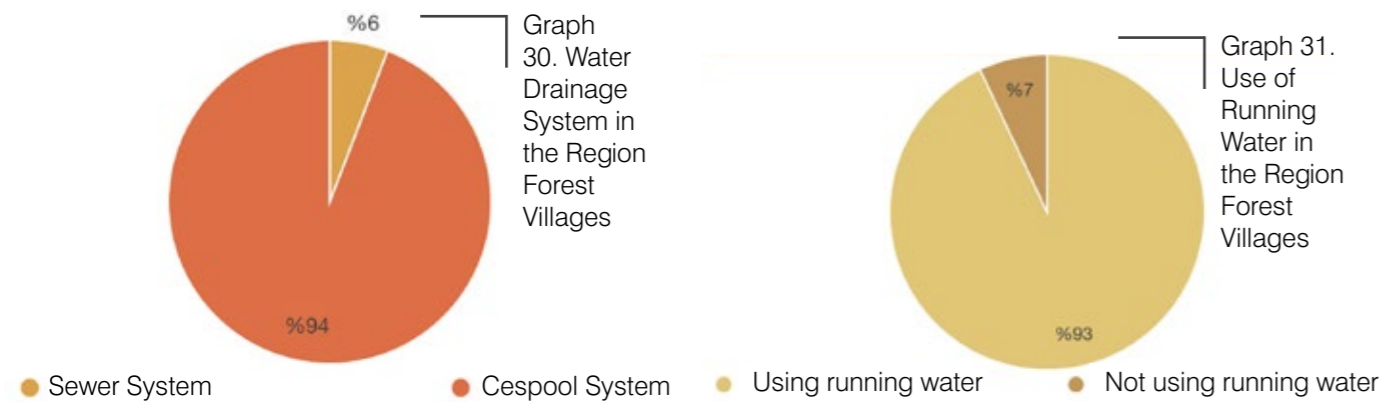 %6
Graph
30. Water
Drainage
System in
the Region
Forest
Villages
%94
Sewer System
Cespool System
Graph 31.
Use of
Running
Water in
the Region
Forest
Villages
%7
%93
Using running water
Not using running water